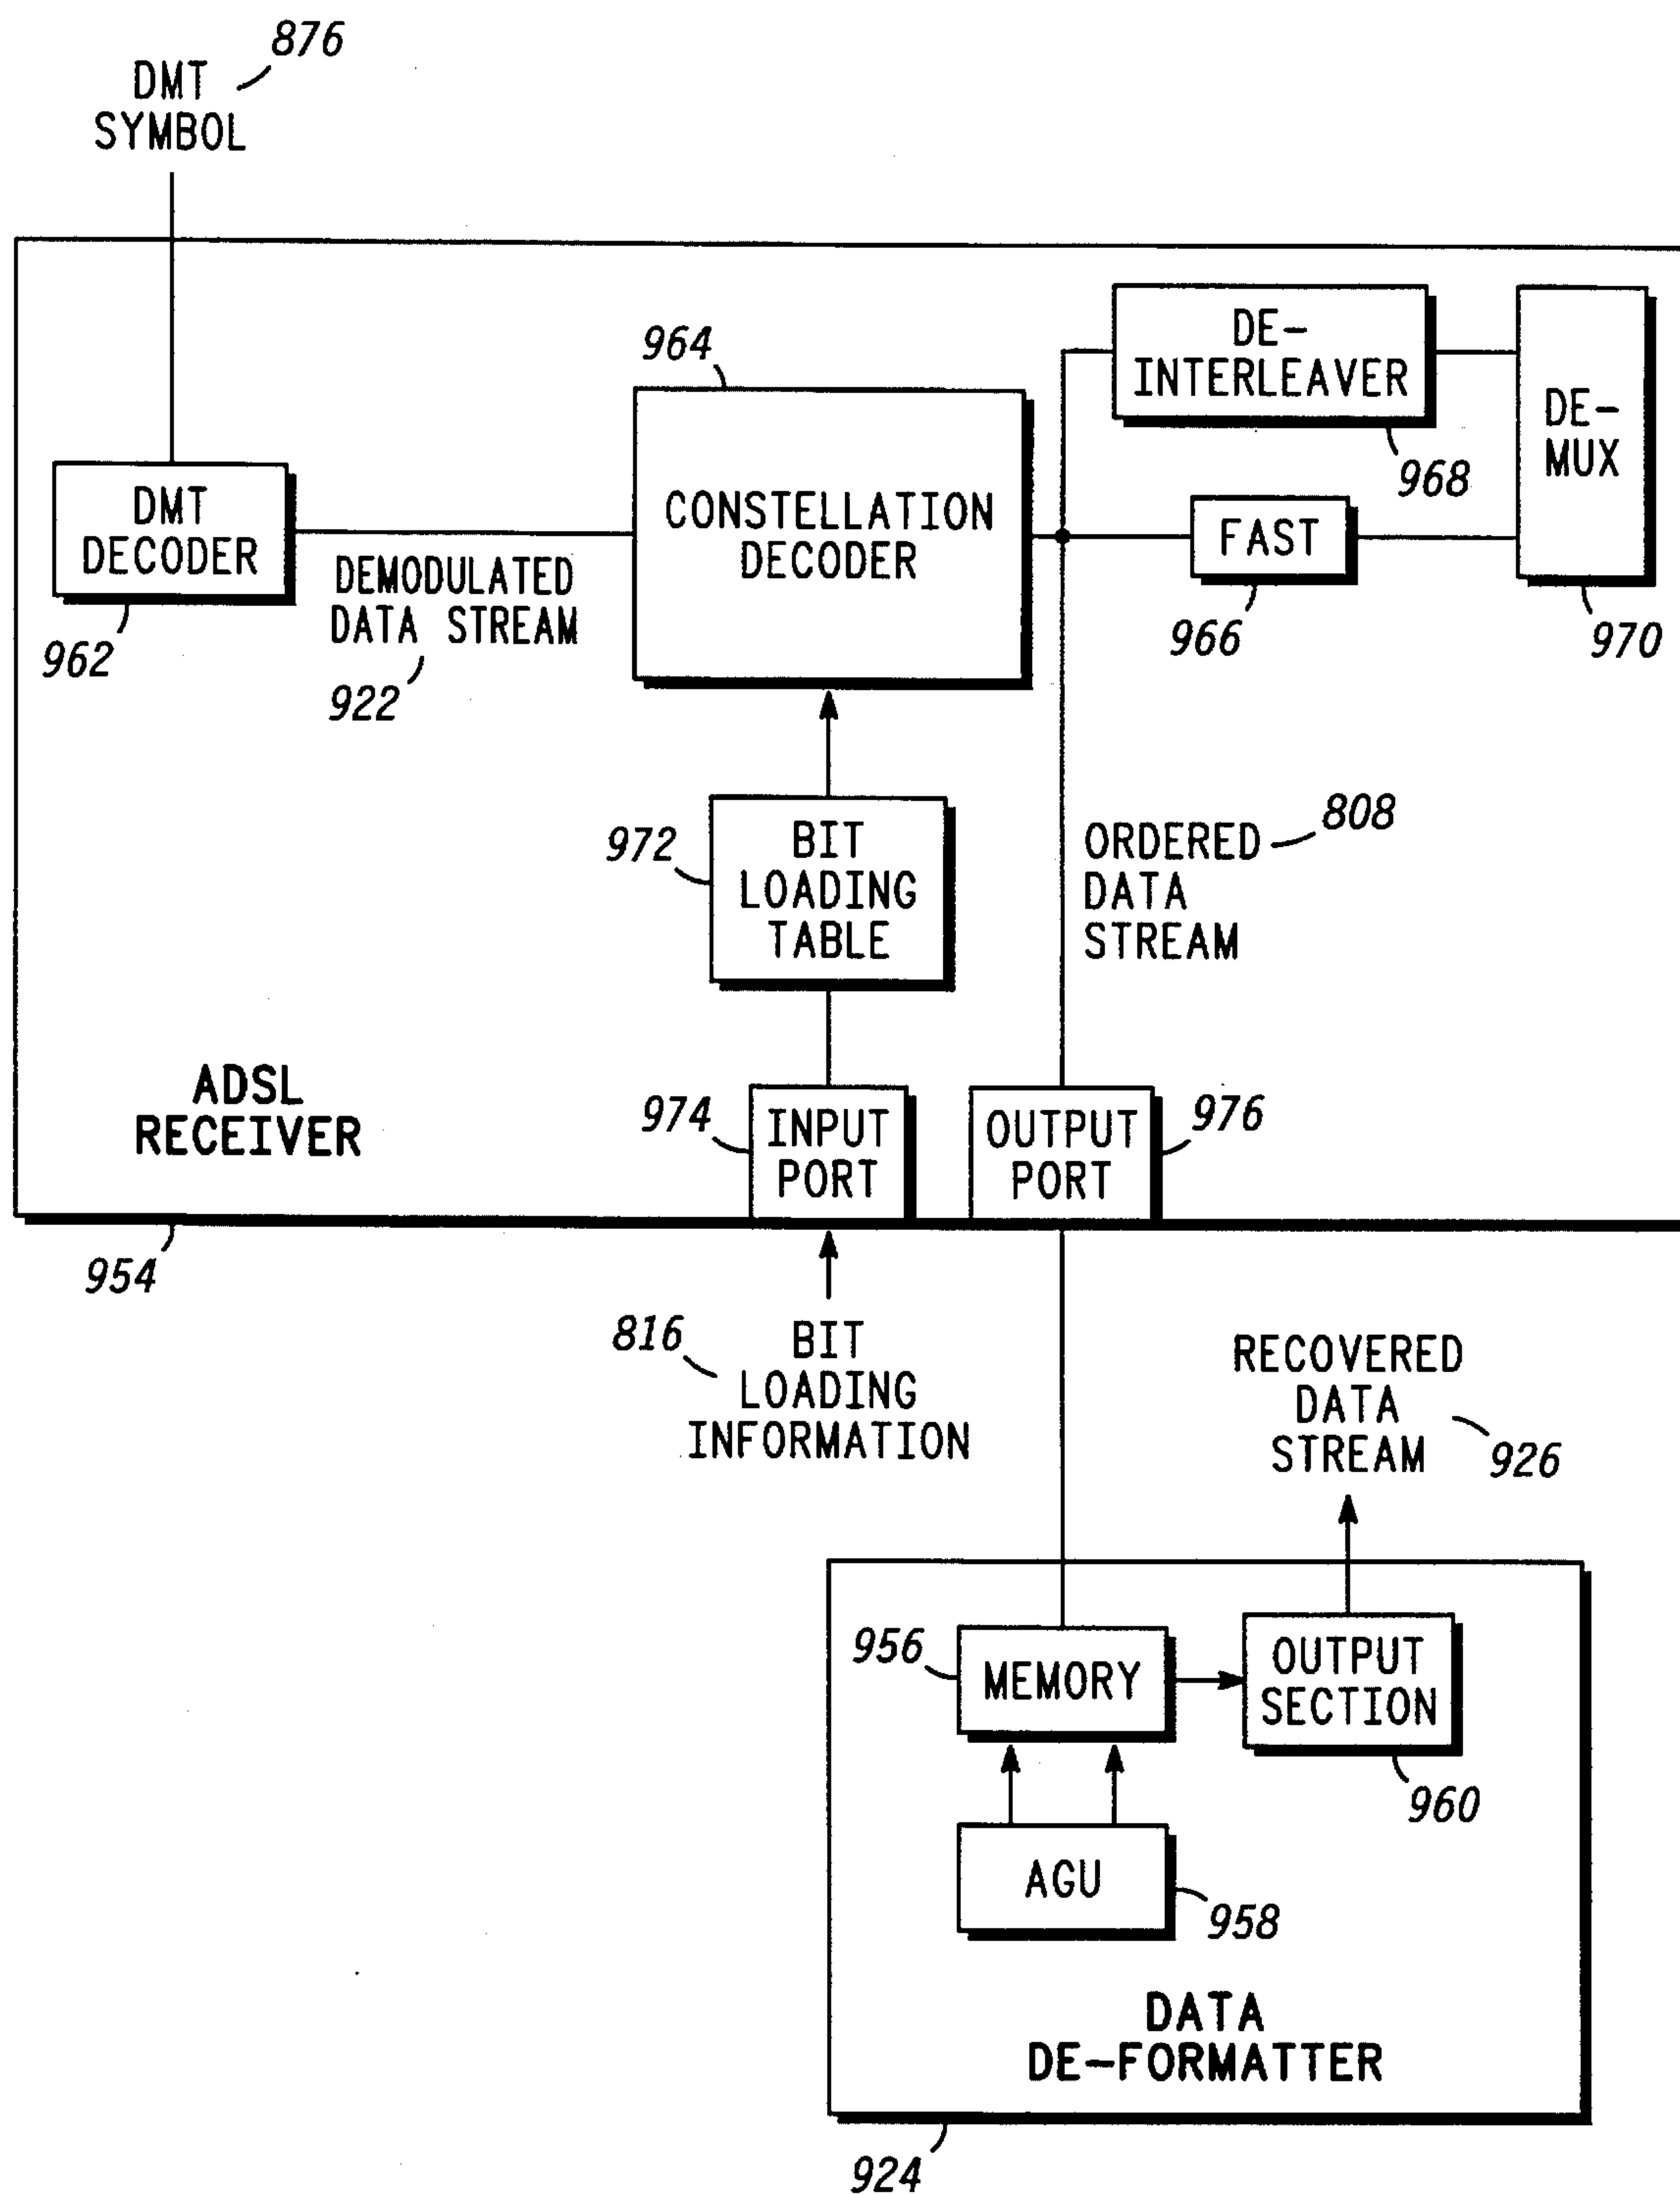 876
DMT
SYMBOL
964
DE-
INTERLEAVER
968
DE-
MUX
970
DMT
DECODER
962
DEMODULATED
DATA STREAM
922
CONSTELLATION
DECODER
FAST
966
972
BIT
LOADING
TABLE
ORDERED
DATA
STREAM
808
ADSL
RECEIVER
974
INPUT
PORT
OUTPUT
PORT
976
954
816
BIT
LOADING
INFORMATION
RECOVERED
DATA
STREAM
926
956
MEMORY
OUTPUT
SECTION
960
AGU
958
DATA
DE-FORMATTER
924